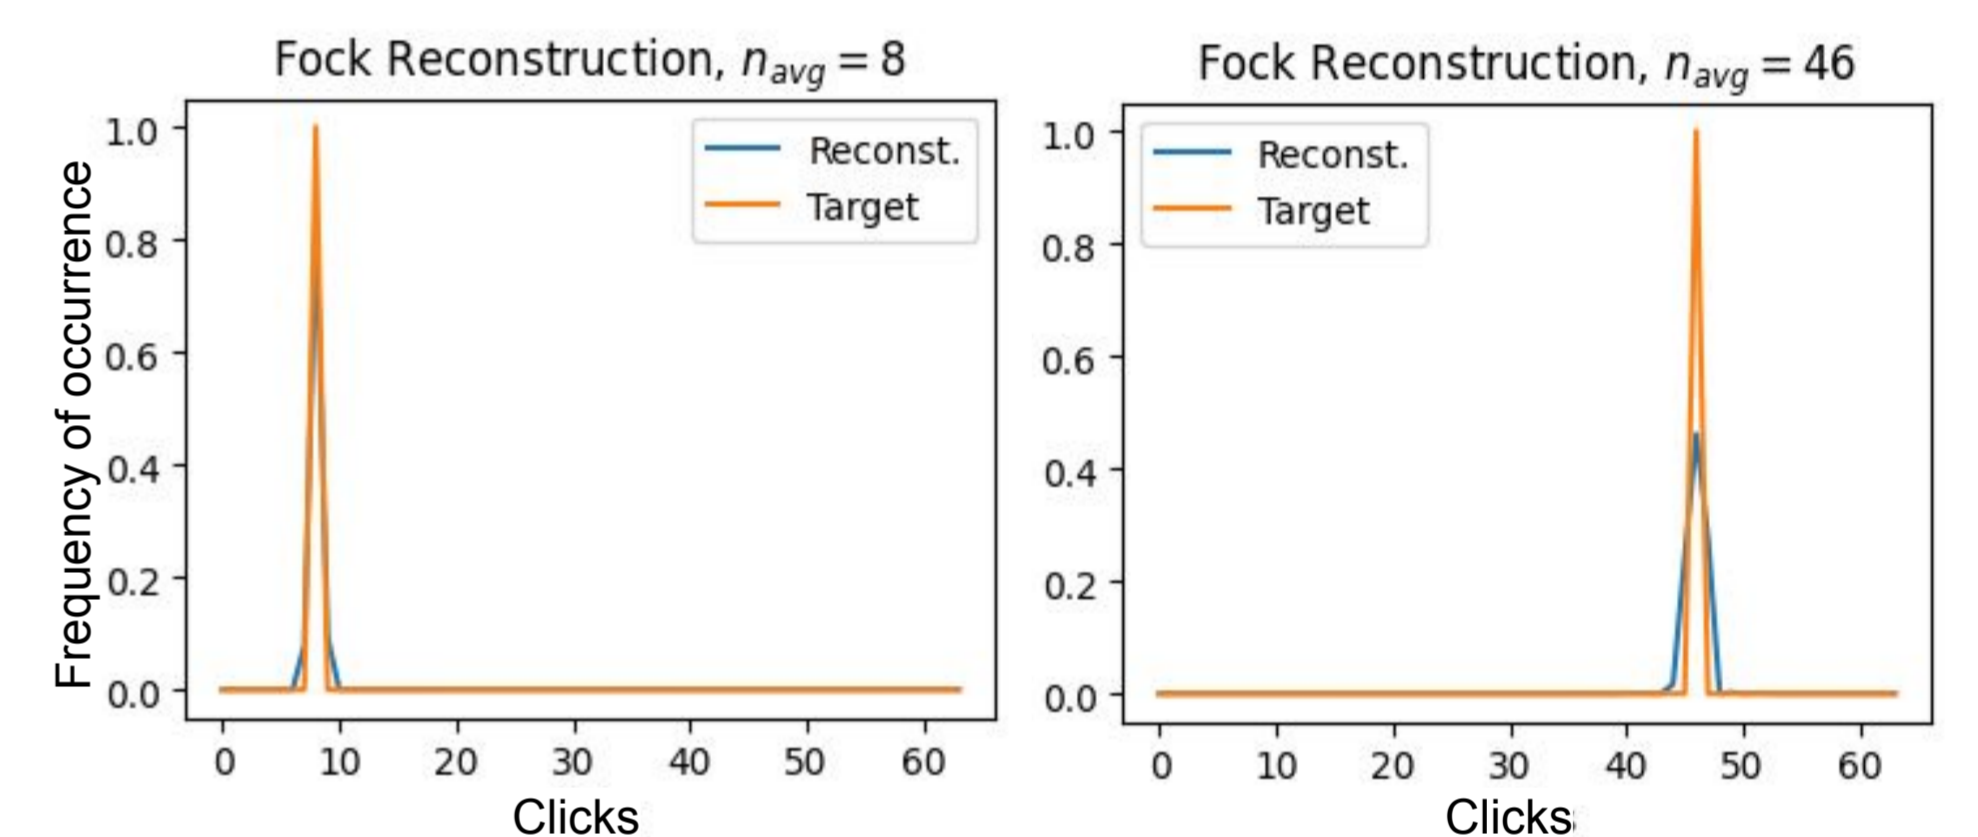 Fock Reconstruction, n_avg = 8
Reconst.
Target
Frequency of occurrence
1.0
0.8
0.6
0.4
0.2
0.0
0 10 20 30 40 50 60
Clicks
Fock Reconstruction, n_avg = 46
Reconst.
Target
1.0
0.8
0.6
0.4
0.2
0.0
0 10 20 30 40 50 60
Clicks